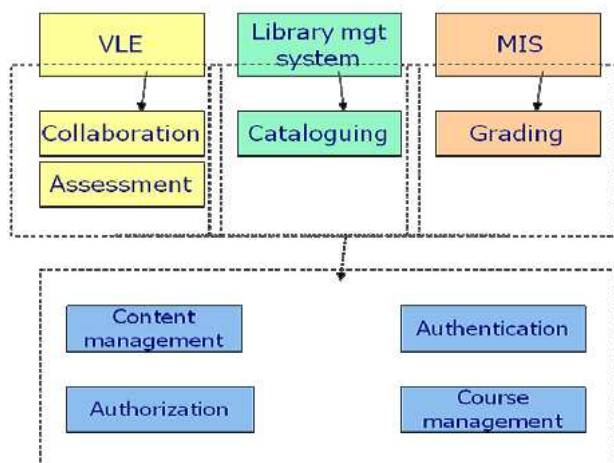 VLE
Library mgt
system
MIS
Collaboration
Cataloguing
Grading
Assessment
Content
management
Authentication
Authorization
Course
management